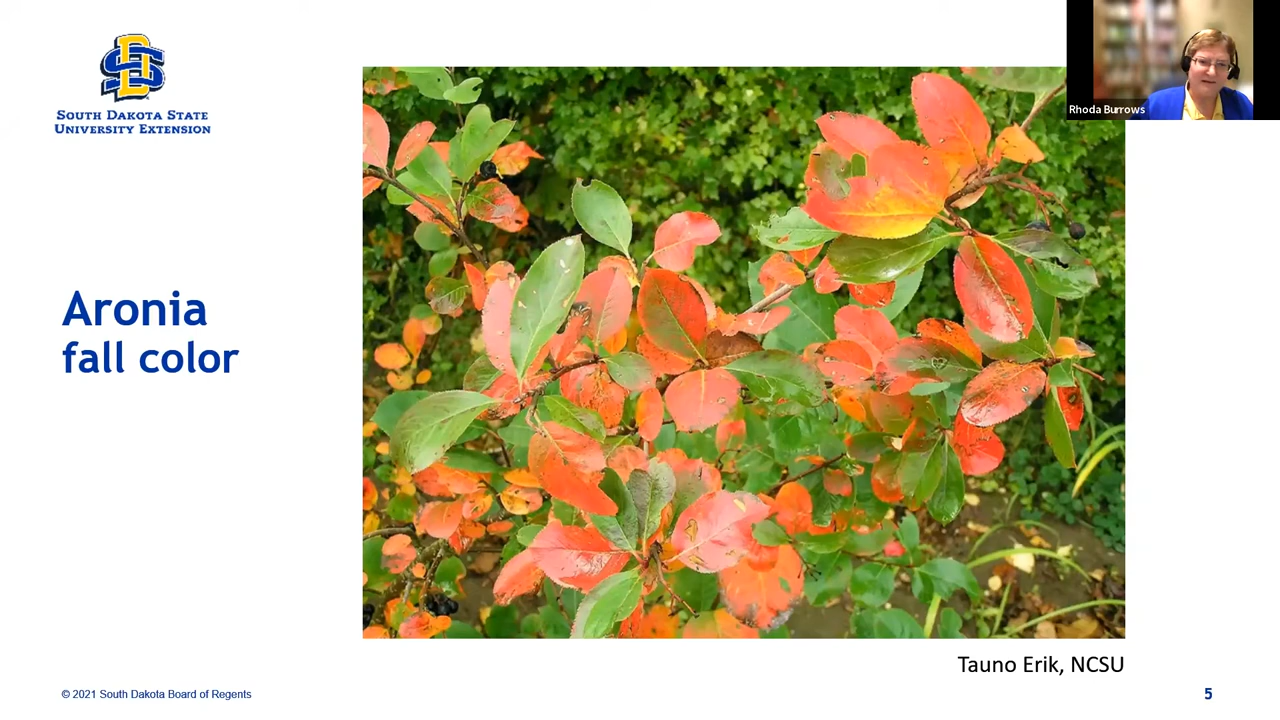 South Dakota State
University Extension
Rhoda Burrows
Aronia
fall color
Tauno Erik, NCSU
© 2021 South Dakota Board of Regents
5